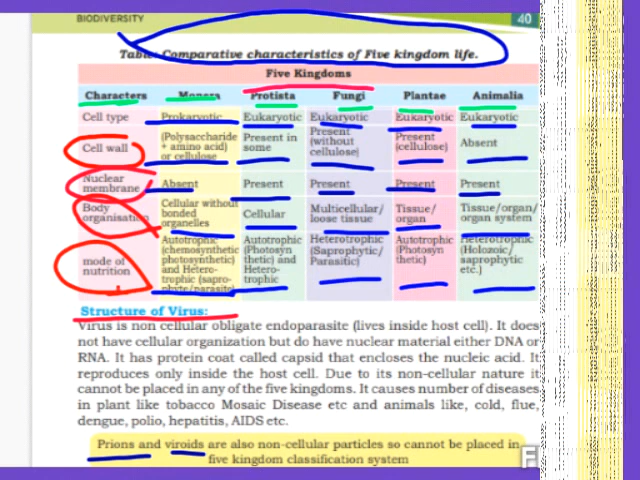 BIODIVERSITY
40
Table: Comparative characteristics of Five kingdom life.
Five Kingdoms
Characters Monera Protista Fungi Plantae Animalia
Cell type Prokaryotic Eukaryotic Eukaryotic Eukaryotic Eukaryotic
Cell wall (Polysaccharide + amino acid) or cellulose Present in some Present (without cellulose) Present (cellulose) Absent
Nuclear membrane Absent Present Present Present Present
Body organisation Cellular without bonded organelles Cellular Multicellular/ loose tissue Tissue/ organ Tissue/organ/ organ system
mode of nutrition Autotrophic (chemosynthetic photosynthetic) and Hetero- trophic (sapro- phyte/parasite) Autotrophic (Photosyn thetic) and Hetero- trophic Heterotrophic (Saprophytic/ Parasitic) Autotrophic (Photosyn thetic) Heterotrophic (Holozoic/ saprophytic etc.)
Structure of Virus:
Virus is non cellular obligate endoparasite (lives inside host cell). It does
not have cellular organization but do have nuclear material either DNA or
RNA. It has protein coat called capsid that encloses the nucleic acid. It
reproduces only inside the host cell. Due to its non-cellular nature it
cannot be placed in any of the five kingdoms. It causes number of diseases
in plant like tobacco Mosaic Disease etc and animals like, cold, flue,
dengue, polio, hepatitis, AIDS etc.
Prions and viroids are also non-cellular particles so cannot be placed in
five kingdom classification system